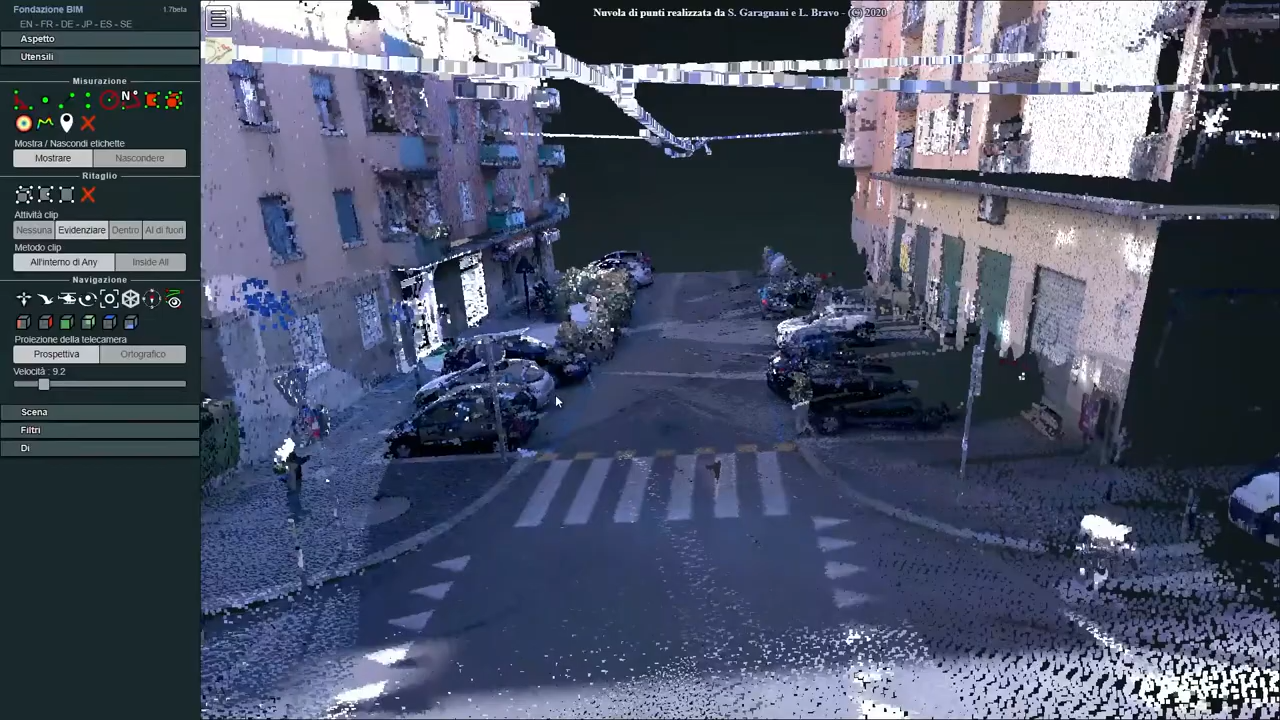 Fondazione BIM 1.7beta
EN - FR - DE - JP - ES - SE
Aspetto
Utensili
Misurazione
N°
Mostra / Nascondi etichette
Mostrare Nascondere
Ritaglio
Attività clip
Nessuna Evidenziare Dentro Al di fuori
Metodo clip
All'interno di Any Inside All
Navigazione
Proiezione della telecamera
Prospettiva Ortografico
Velocità : 9.2
Scena
Filtri
Di
Nuvola di punti realizzata da S. Garagnani e L. Bravo - (C) 2020